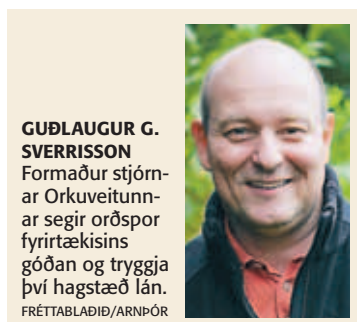 GUÐLAUGUR G.
SVERRISSON
Formaður stjórn-
ar Orkuveitunn-
ar segir orðspor
fyrirtækisins
góðan og tryggja
því hagstæð lán.
FRÉTTABLAÐIÐ/ARNÞÓR